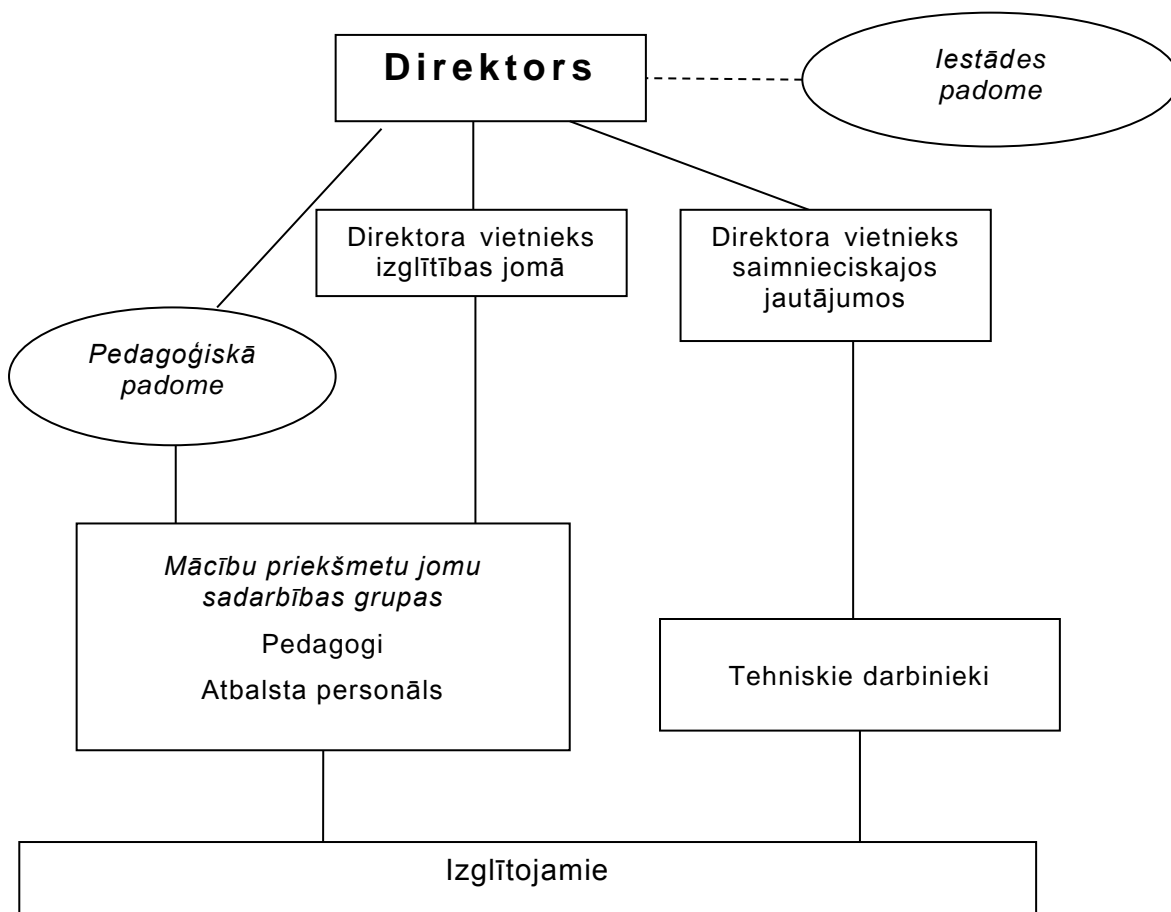 Direktors
Iestādes
padome
Direktora vietnieks
izglītības jomā
Direktora vietnieks
saimnieciskajos
jautājumos
Pedagoģiskā
padome
Mācību priekšmetu jomu
sadarbības grupas
Pedagogi
Atbalsta personāls
Tehniskie darbinieki
Izglītojamie